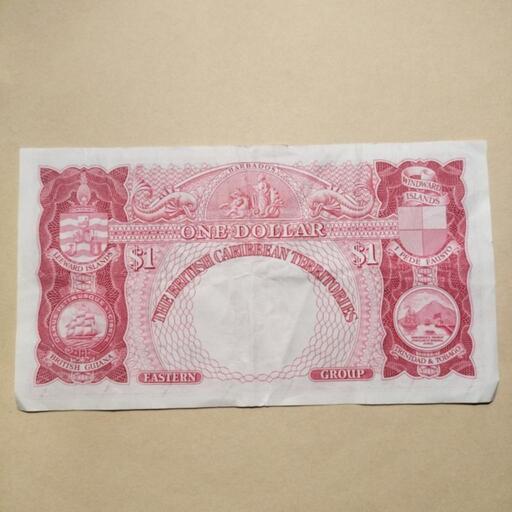 BARBADOS
WINDWARD
ISLANDS
ONE DOLLAR
LEEWARD ISLANDS
I PEDE FAUSTO
$1
$1
THE BRITISH CARIBBEAN TERRITORIES
BRITISH GUIANA
TRINIDAD & TOBAGO
EASTERN
GROUP